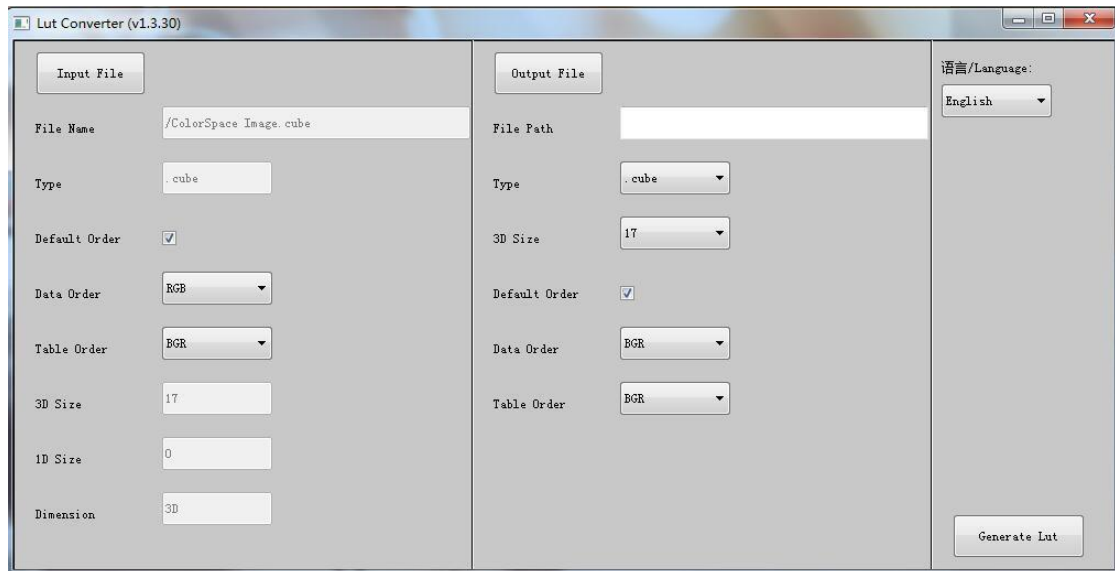 Lut Converter (v1.3.30)
Input File
File Name /ColorSpace Image.cube
Type .cube
Default Order
Data Order RGB
Table Order BGR
3D Size 17
1D Size 0
Dimension 3D
Output File
File Path
Type .cube
3D Size 17
Default Order
Data Order BGR
Table Order BGR
语言/Language:
English
Generate Lut